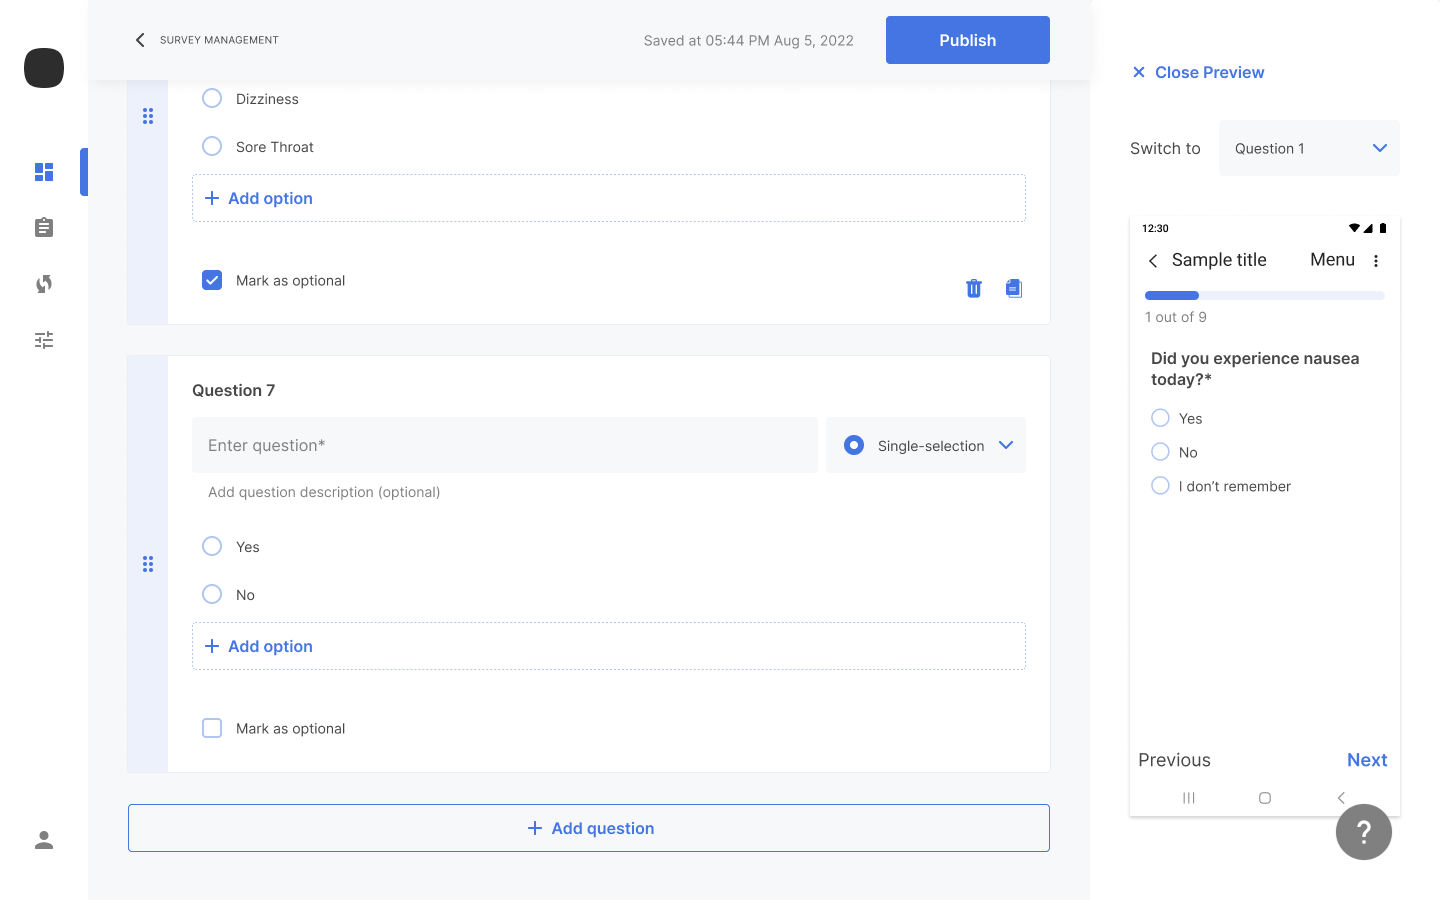 SURVEY MANAGEMENT
Saved at 05:44 PM Aug 5, 2022
Publish
Dizziness
Sore Throat
Add option
Mark as optional
Question 7
Enter question*
Single-selection
Add question description (optional)
Yes
No
Add option
Mark as optional
Add question
Close Preview
Switch to
Question 1
12:30
Sample title
Menu
1 out of 9
Did you experience nausea
today?*
Yes
No
I don't remember
Previous
Next
?